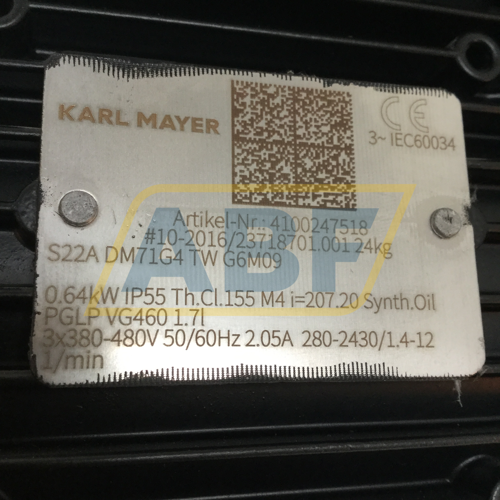 KARL MAYER
CE
3~ IEC60034
Artikel-Nr.: 4100247518
#10-2016/23718701.001 24kg
S22A DM71G4 TW G6M09
0.64kW IP55 Th.Cl.155 M4 i=207.20 Synth.Oil
PGLP VG460 1.7l
3x380-480V 50/60Hz 2.05A 280-2430/1.4-12
1/min
ABF